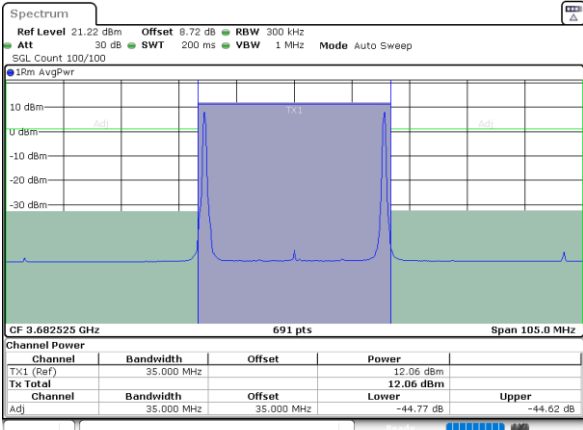 Spectrum
Ref Level 21.22 dBm Offset 8.72 dB RBW 300 kHz
Att 30 dB SWT 200 ms VBW 1 MHz Mode Auto Sweep
SGL Count 100/100
1Rm AvgPwr
TX1
10 dBm
Adj Adj
0 dBm
-10 dBm
-20 dBm
-30 dBm
CF 3.682525 GHz 691 pts Span 105.0 MHz
Channel Power
Channel Bandwidth Offset Power
TX1 (Ref) 35.000 MHz 12.06 dBm
Tx Total 12.06 dBm
Channel Bandwidth Offset Lower Upper
Adj 35.000 MHz 35.000 MHz -44.77 dB -44.62 dB